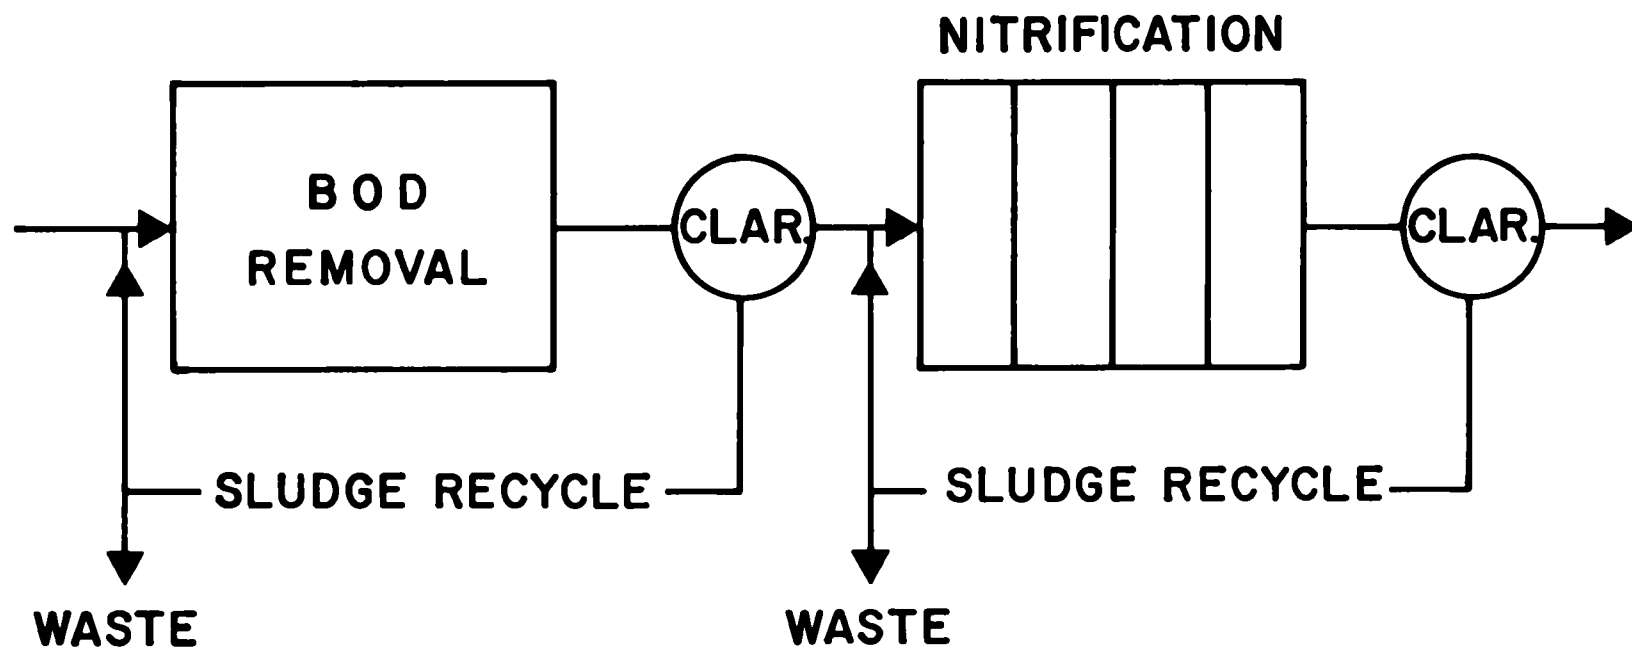 NITRIFICATION
BOD
REMOVAL
CLAR.
CLAR.
SLUDGE RECYCLE
SLUDGE RECYCLE
WASTE
WASTE